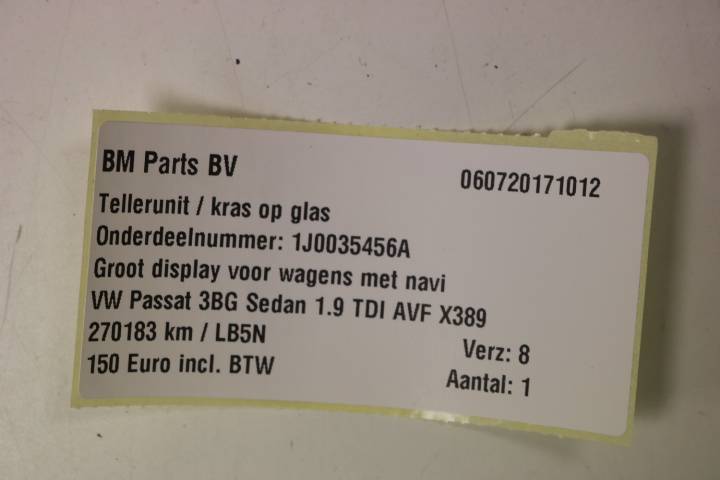 BM Parts BV
060720171012
Tellerunit / kras op glas
Onderdeelnummer: 1J0035456A
Groot display voor wagens met navi
VW Passat 3BG Sedan 1.9 TDI AVF X389
270183 km / LB5N
Verz: 8
150 Euro incl. BTW
Aantal: 1